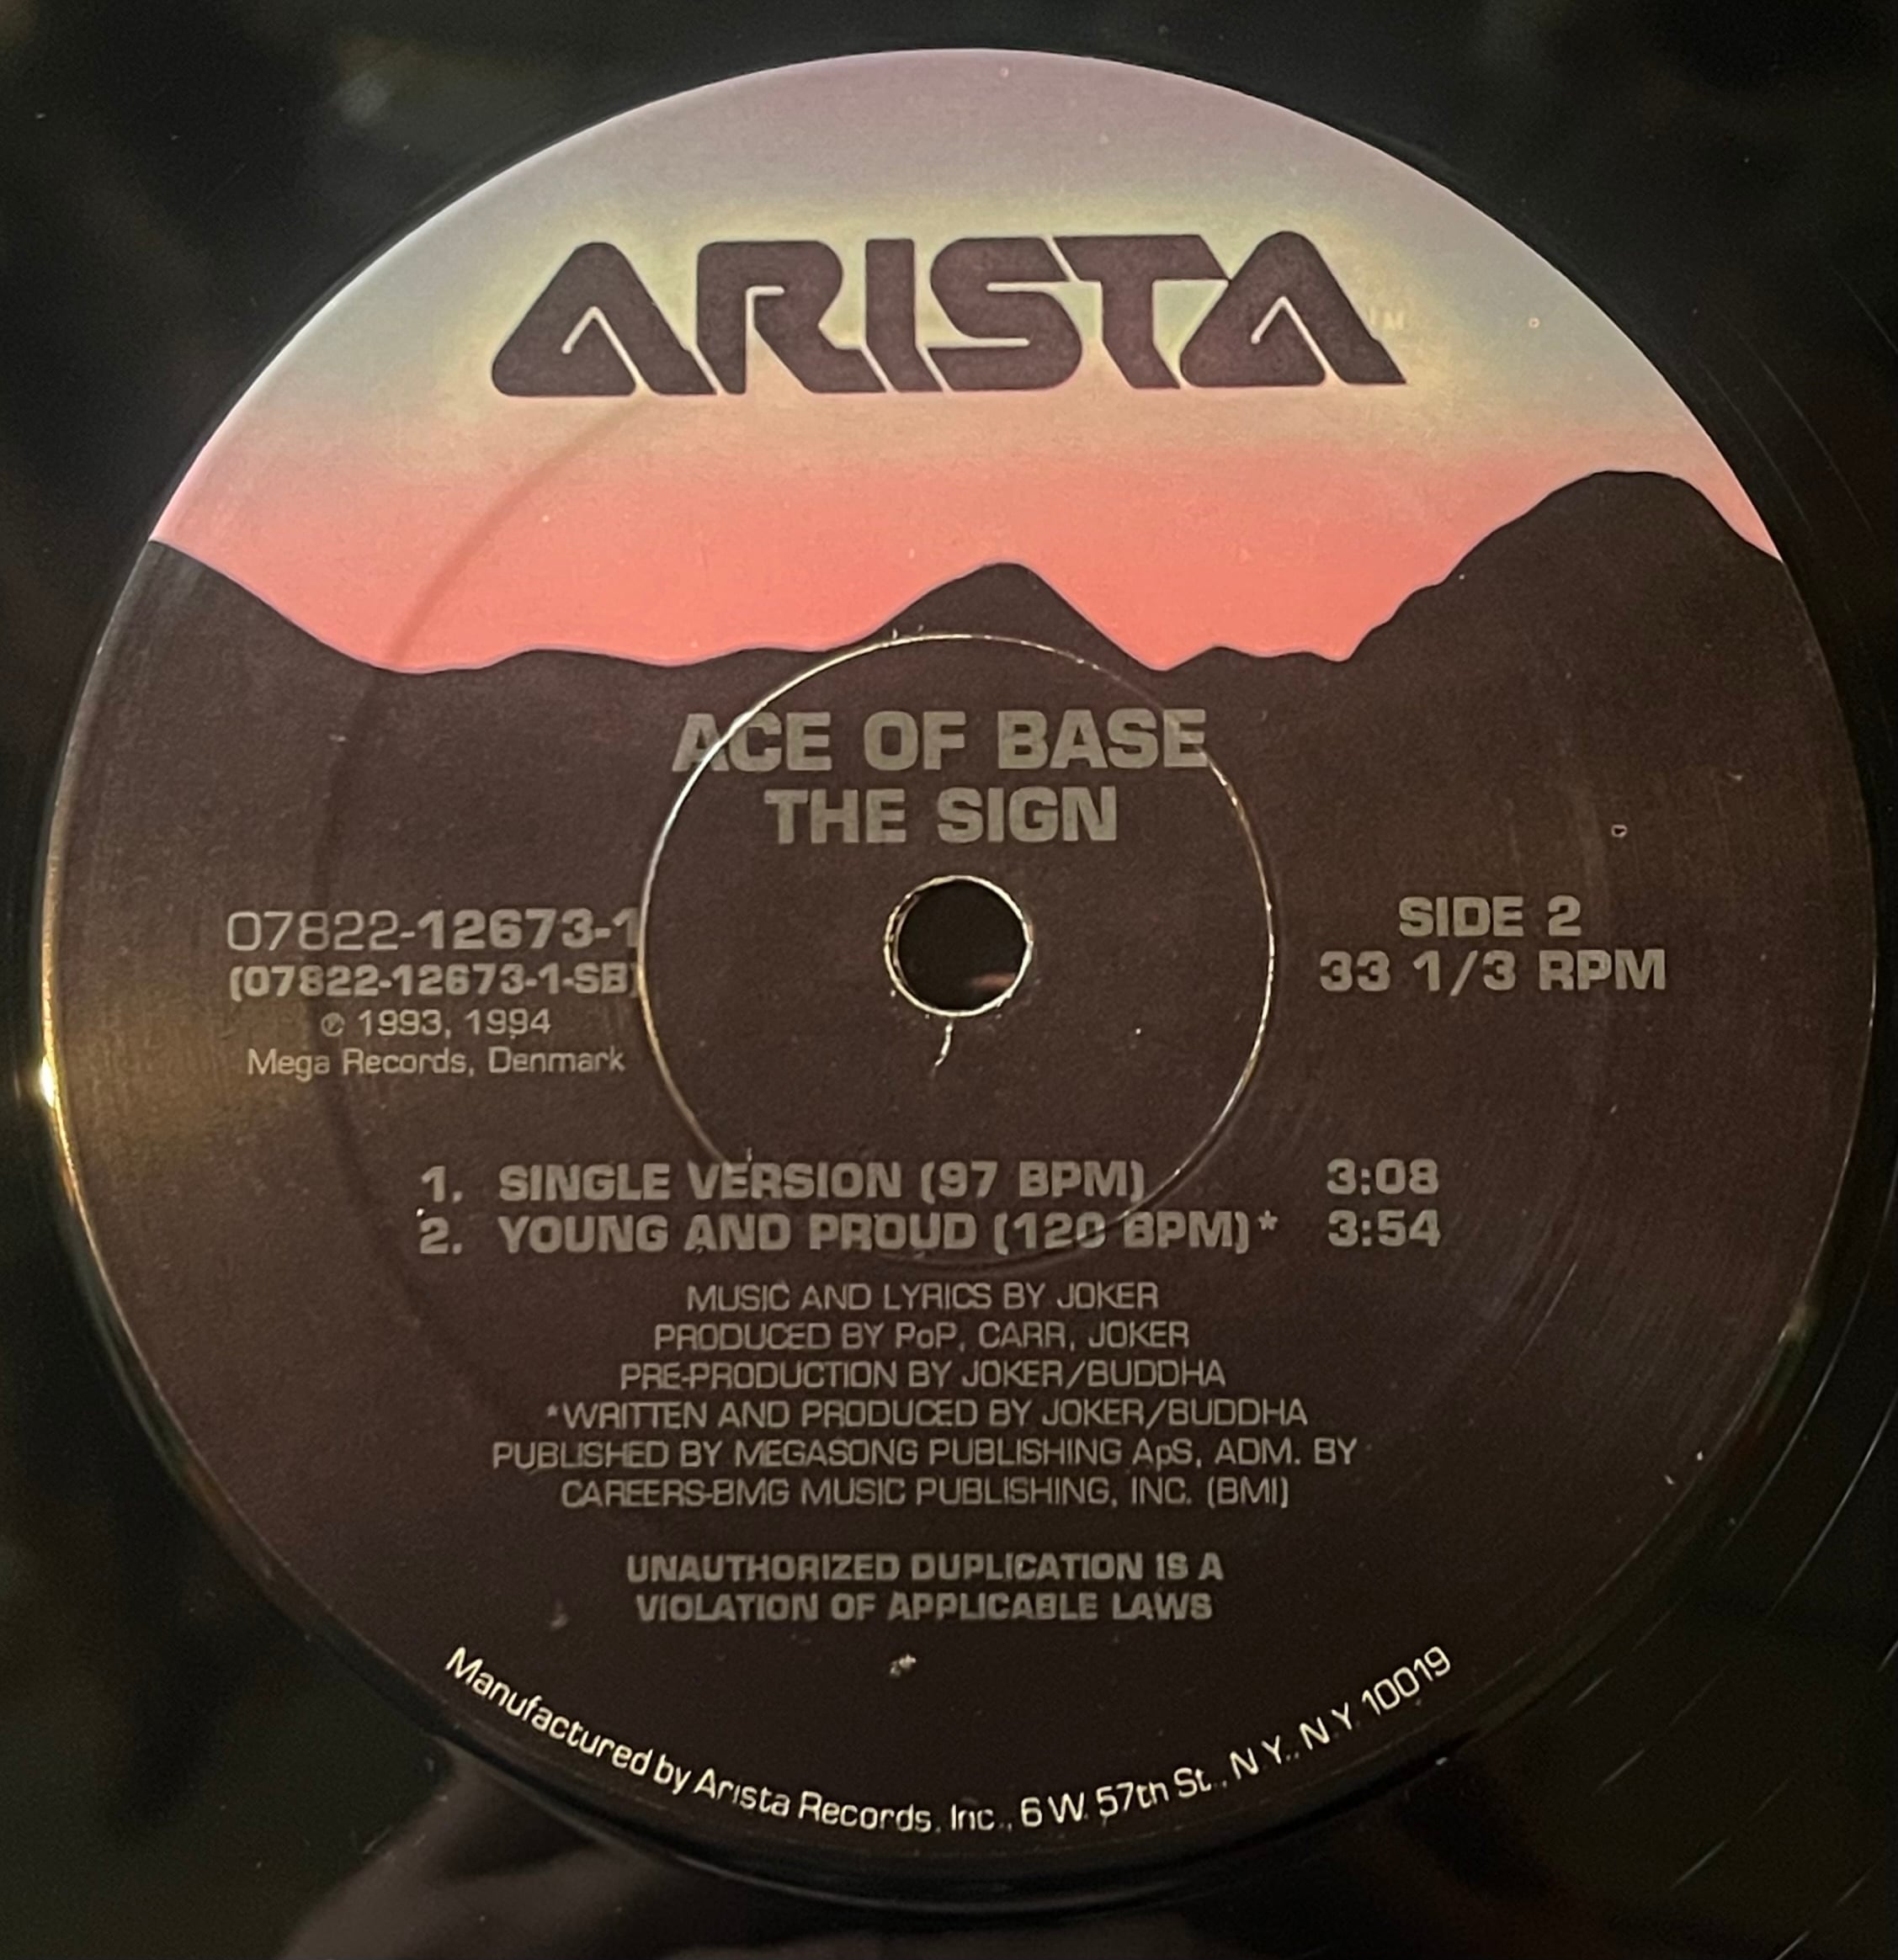 ARISTA
TM
ACE OF BASE
THE SIGN
07822-12673-1
(07822-12673-1-SB)
℗ 1993, 1994
Mega Records, Denmark
SIDE 2
33 1/3 RPM
1. SINGLE VERSION (97 BPM) 3:08
2. YOUNG AND PROUD (120 BPM)* 3:54
MUSIC AND LYRICS BY JOKER
PRODUCED BY PoP, CARR, JOKER
PRE-PRODUCTION BY JOKER/BUDDHA
*WRITTEN AND PRODUCED BY JOKER/BUDDHA
PUBLISHED BY MEGASONG PUBLISHING ApS, ADM. BY
CAREERS-BMG MUSIC PUBLISHING, INC. (BMI)
UNAUTHORIZED DUPLICATION IS A
VIOLATION OF APPLICABLE LAWS
Manufactured by Arista Records, Inc., 6 W. 57th St., N.Y., N.Y. 10019